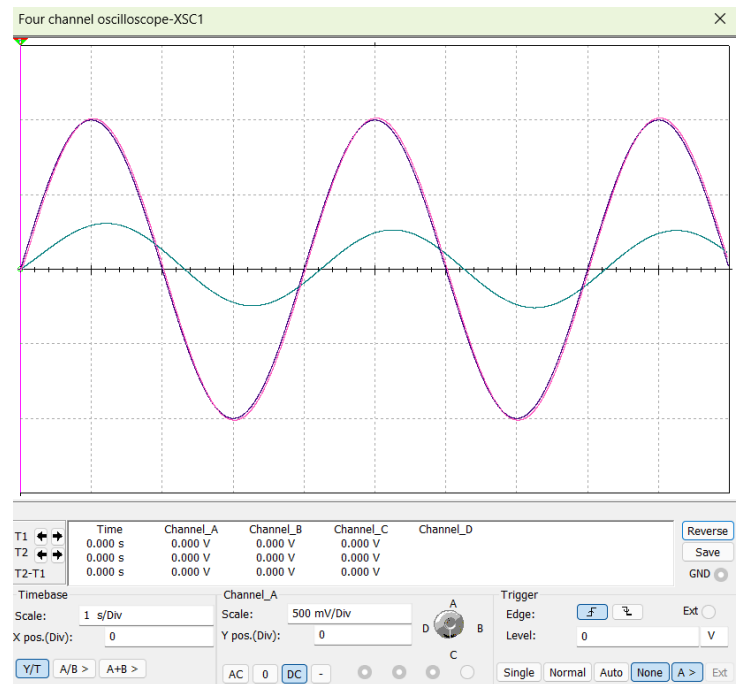 Four channel oscilloscope-XSC1
Time Channel_A Channel_B Channel_C Channel_D
T1 0.000 s 0.000 V 0.000 V 0.000 V
T2 0.000 s 0.000 V 0.000 V 0.000 V
T2-T1 0.000 s 0.000 V 0.000 V 0.000 V
Reverse
Save
GND
Timebase
Scale: 1 s/Div
X pos.(Div): 0
Y/T A/B > A+B >
Channel_A
Scale: 500 mV/Div
Y pos.(Div): 0
AC 0 DC -
A
D B
C
Trigger
Edge: Ext
Level: 0 V
Single Normal Auto None A > Ext